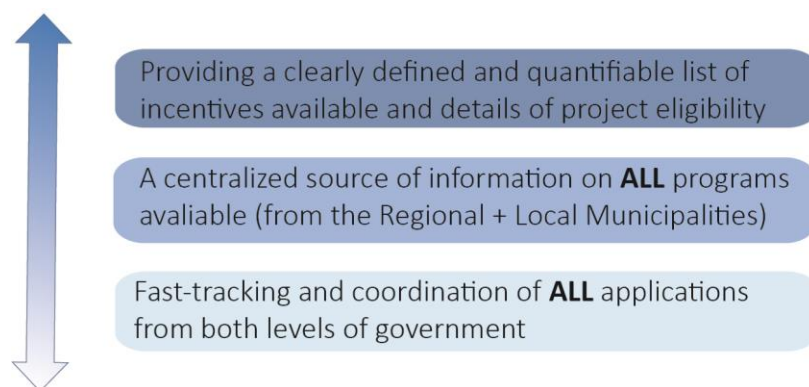 Providing a clearly defined and quantifiable list of
incentives available and details of project eligibility
A centralized source of information on ALL programs
avaliable (from the Regional + Local Municipalities)
Fast-tracking and coordination of ALL applications
from both levels of government